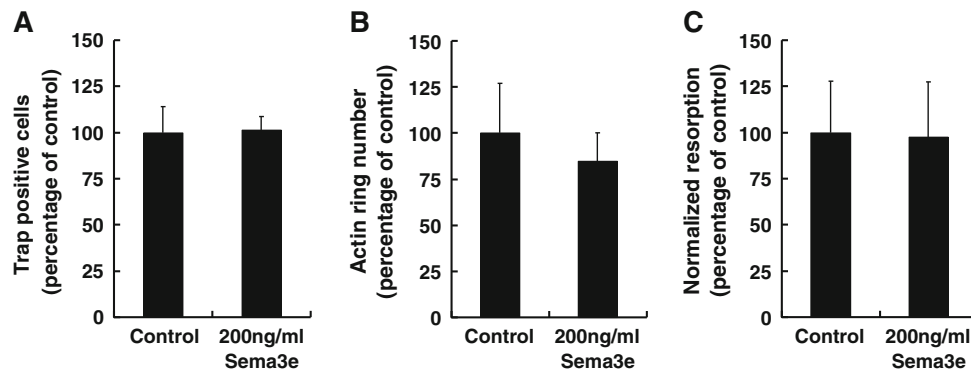 A
Trap positive cells
(percentage of control)
150
125
100
75
50
25
0
Control
200ng/ml
Sema3e
B
Actin ring number
(percentage of control)
150
125
100
75
50
25
0
Control
200ng/ml
Sema3e
C
Normalized resorption
(percentage of control)
150
125
100
75
50
25
0
Control
200ng/ml
Sema3e